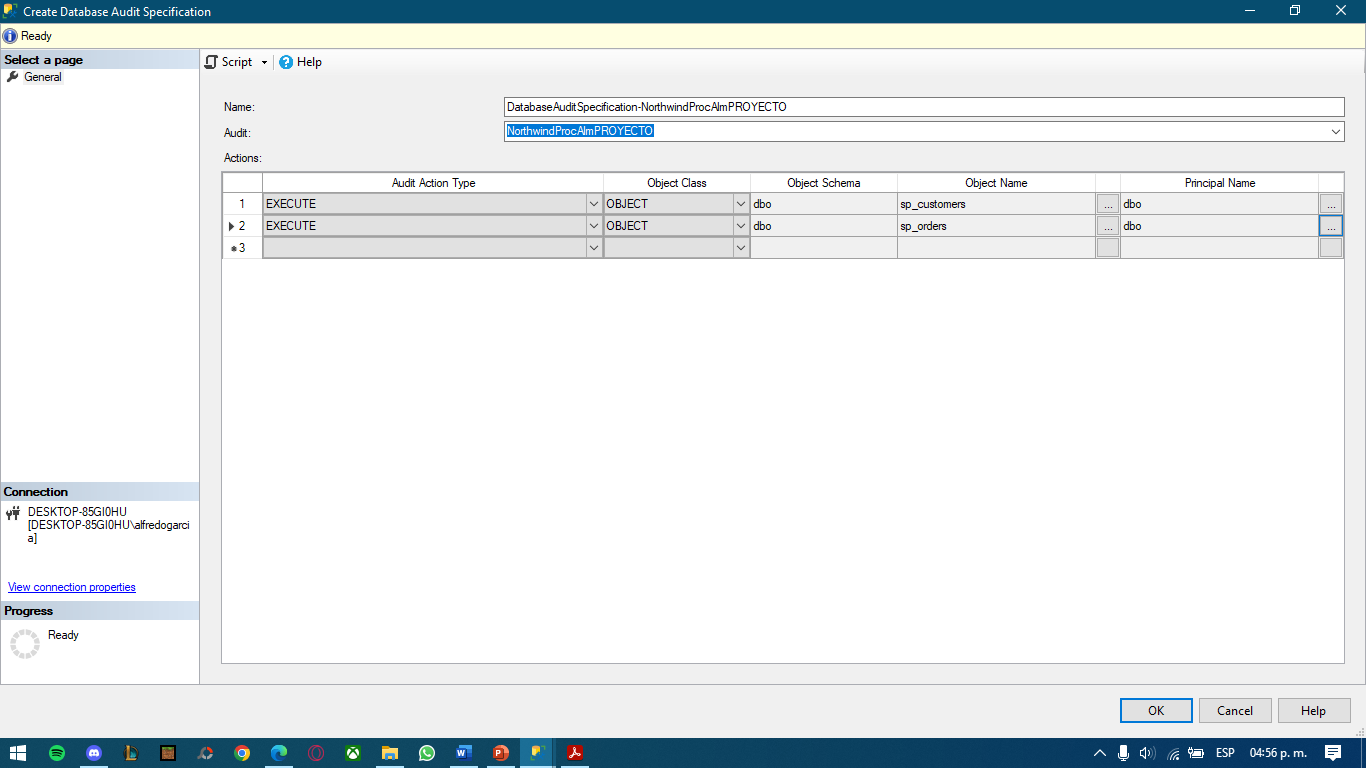 Create Database Audit Specification
Ready
Select a page
General
Script
Help
Name:
DatabaseAuditSpecification-NorthwindProcAlmPROYECTO
Audit:
NorthwindProcAlmPROYECTO
Actions:
Audit Action Type Object Class Object Schema Object Name Principal Name
1 EXECUTE OBJECT dbo sp_customers ... dbo ...
2 EXECUTE OBJECT dbo sp_orders ... dbo ...
3
Connection
DESKTOP-85GI0HU
[DESKTOP-85GI0HU\alfredogarci
a]
View connection properties
Progress
Ready
OK Cancel Help
ESP 04:56 p. m.